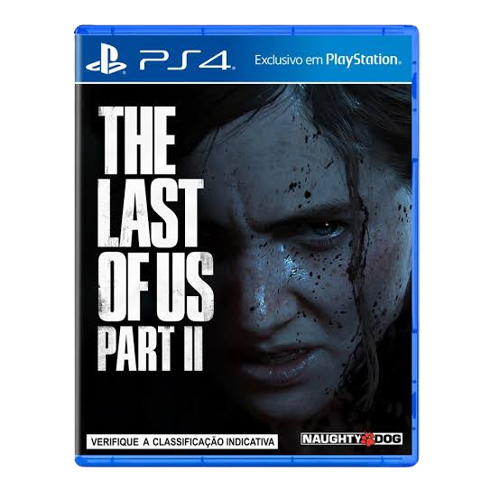 PS4 Exclusivo em PlayStation®
THE
LAST
OF US
PART II
VERIFIQUE A CLASSIFICAÇÃO INDICATIVA
NAUGHTY DOG